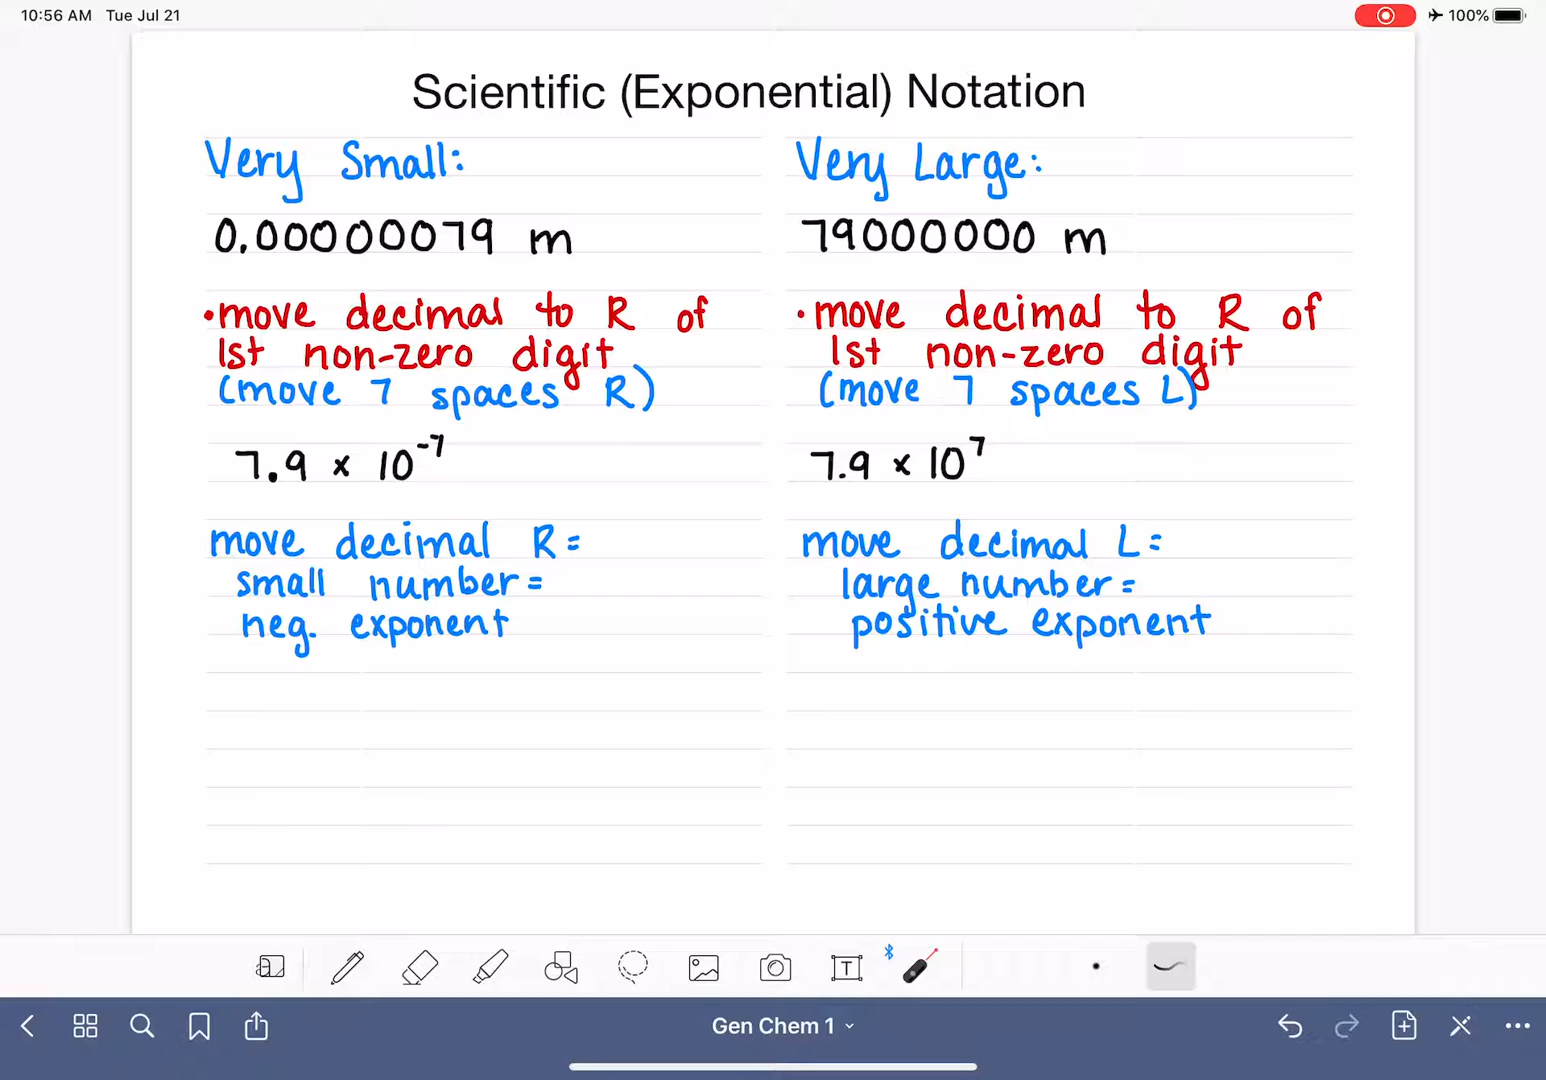 10:56 AM Tue Jul 21
100%
Scientific (Exponential) Notation
Very Small:
0.00000079 m
•move decimal to R of
1st non-zero digit
(move 7 spaces R)
7.9 x 10⁻⁷
move decimal R=
small number=
neg. exponent
Very Large:
79000000 m
•move decimal to R of
1st non-zero digit
(move 7 spaces L)
7.9 x 10⁷
move decimal L=
large number=
positive exponent
T
Gen Chem 1